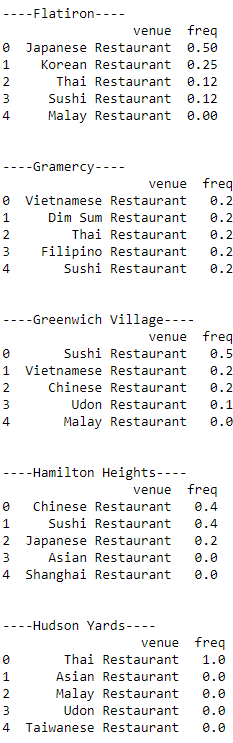 ----Flatiron----
venue freq
0 Japanese Restaurant 0.50
1 Korean Restaurant 0.25
2 Thai Restaurant 0.12
3 Sushi Restaurant 0.12
4 Malay Restaurant 0.00
----Gramercy----
venue freq
0 Vietnamese Restaurant 0.2
1 Dim Sum Restaurant 0.2
2 Thai Restaurant 0.2
3 Filipino Restaurant 0.2
4 Sushi Restaurant 0.2
----Greenwich Village----
venue freq
0 Sushi Restaurant 0.5
1 Vietnamese Restaurant 0.2
2 Chinese Restaurant 0.2
3 Udon Restaurant 0.1
4 Malay Restaurant 0.0
----Hamilton Heights----
venue freq
0 Chinese Restaurant 0.4
1 Sushi Restaurant 0.4
2 Japanese Restaurant 0.2
3 Asian Restaurant 0.0
4 Shanghai Restaurant 0.0
----Hudson Yards----
venue freq
0 Thai Restaurant 1.0
1 Asian Restaurant 0.0
2 Malay Restaurant 0.0
3 Udon Restaurant 0.0
4 Taiwanese Restaurant 0.0